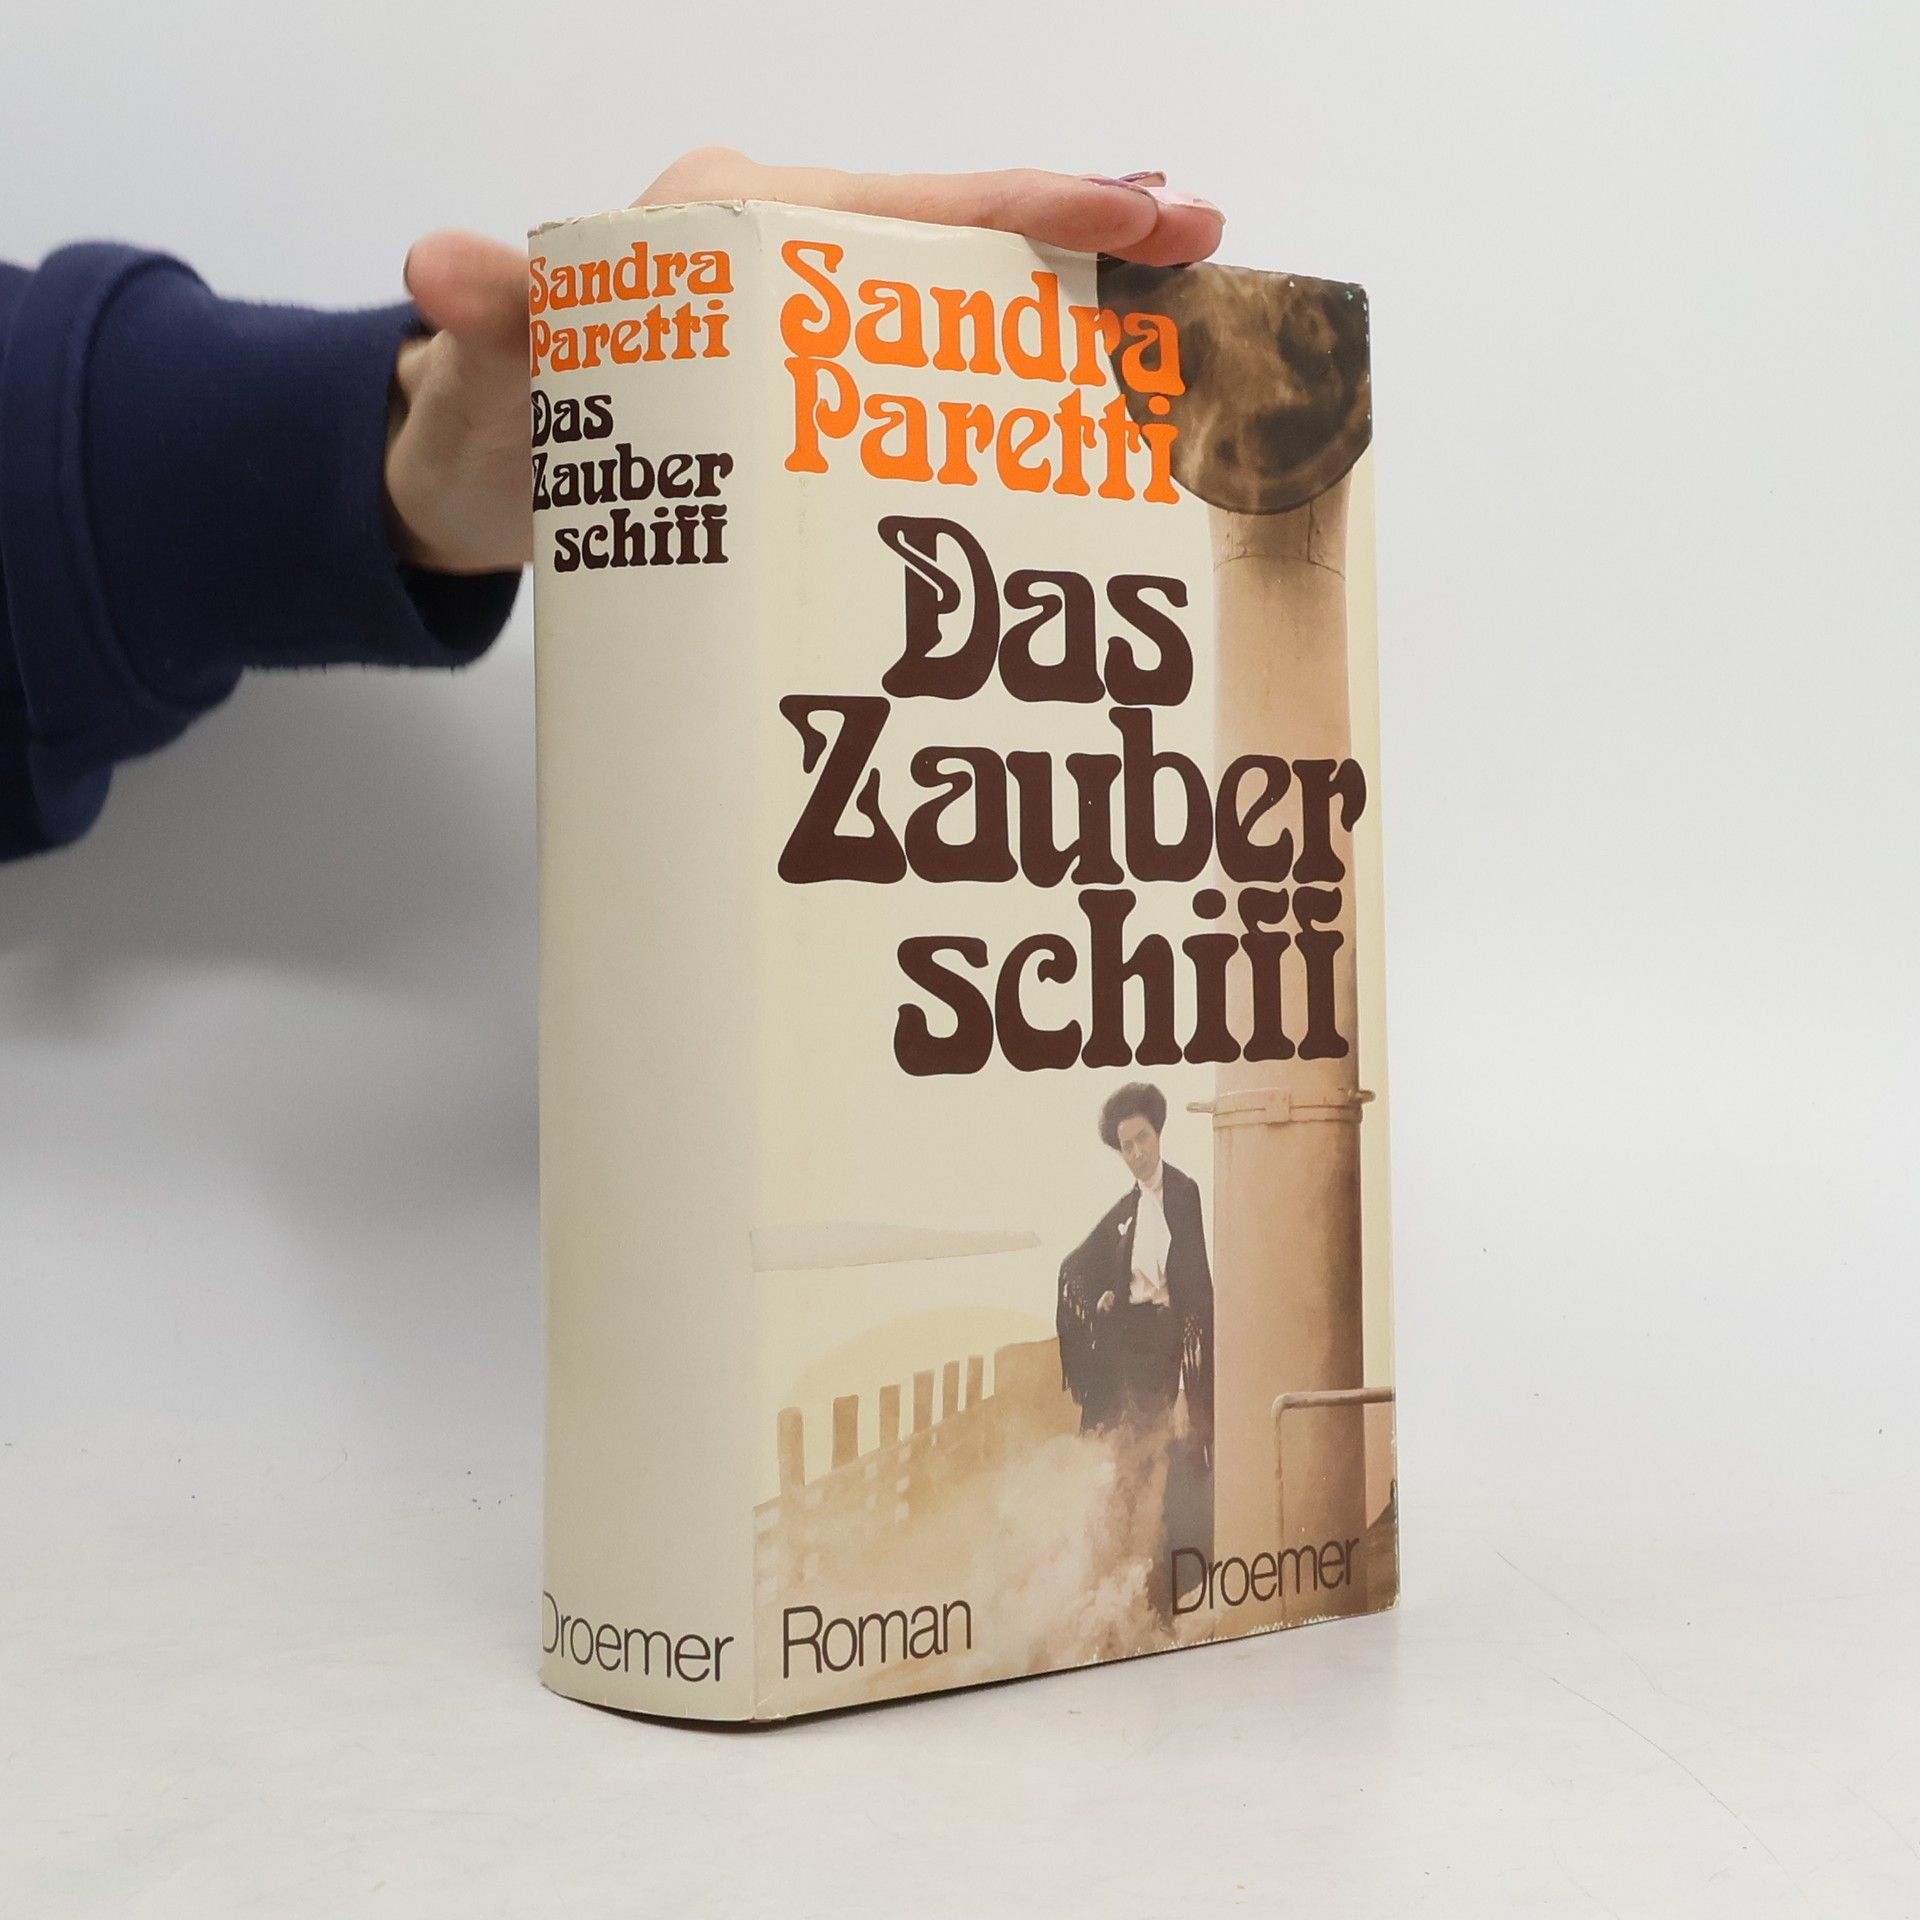 Sandra
Paretti
Das
Zauber
schiff
Droemer
Sandra
Paretti
Das
Zauber
schiff
Roman
Droemer